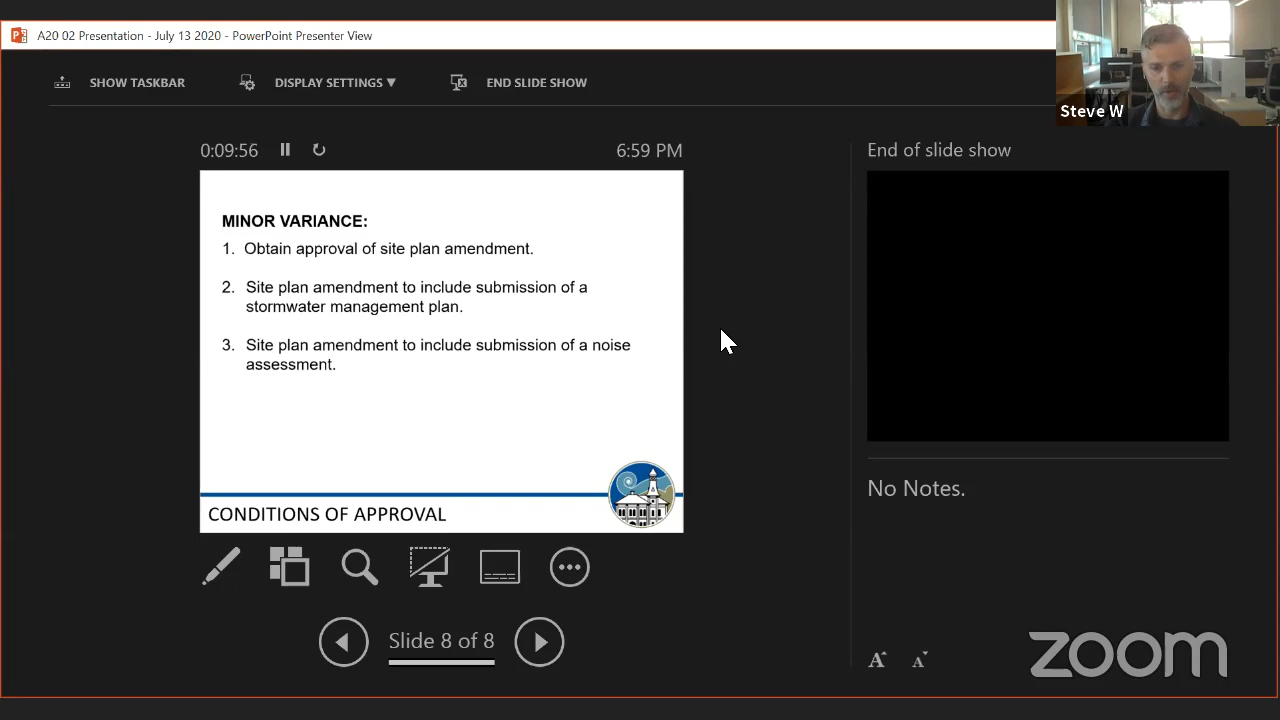 A20 02 Presentation - July 13 2020 - PowerPoint Presenter View
SHOW TASKBAR
DISPLAY SETTINGS ▼
END SLIDE SHOW
Steve W
0:09:56
6:59 PM
End of slide show
MINOR VARIANCE:
1. Obtain approval of site plan amendment.
2. Site plan amendment to include submission of a
stormwater management plan.
3. Site plan amendment to include submission of a noise
assessment.
CONDITIONS OF APPROVAL
No Notes.
Slide 8 of 8
A A
zoom